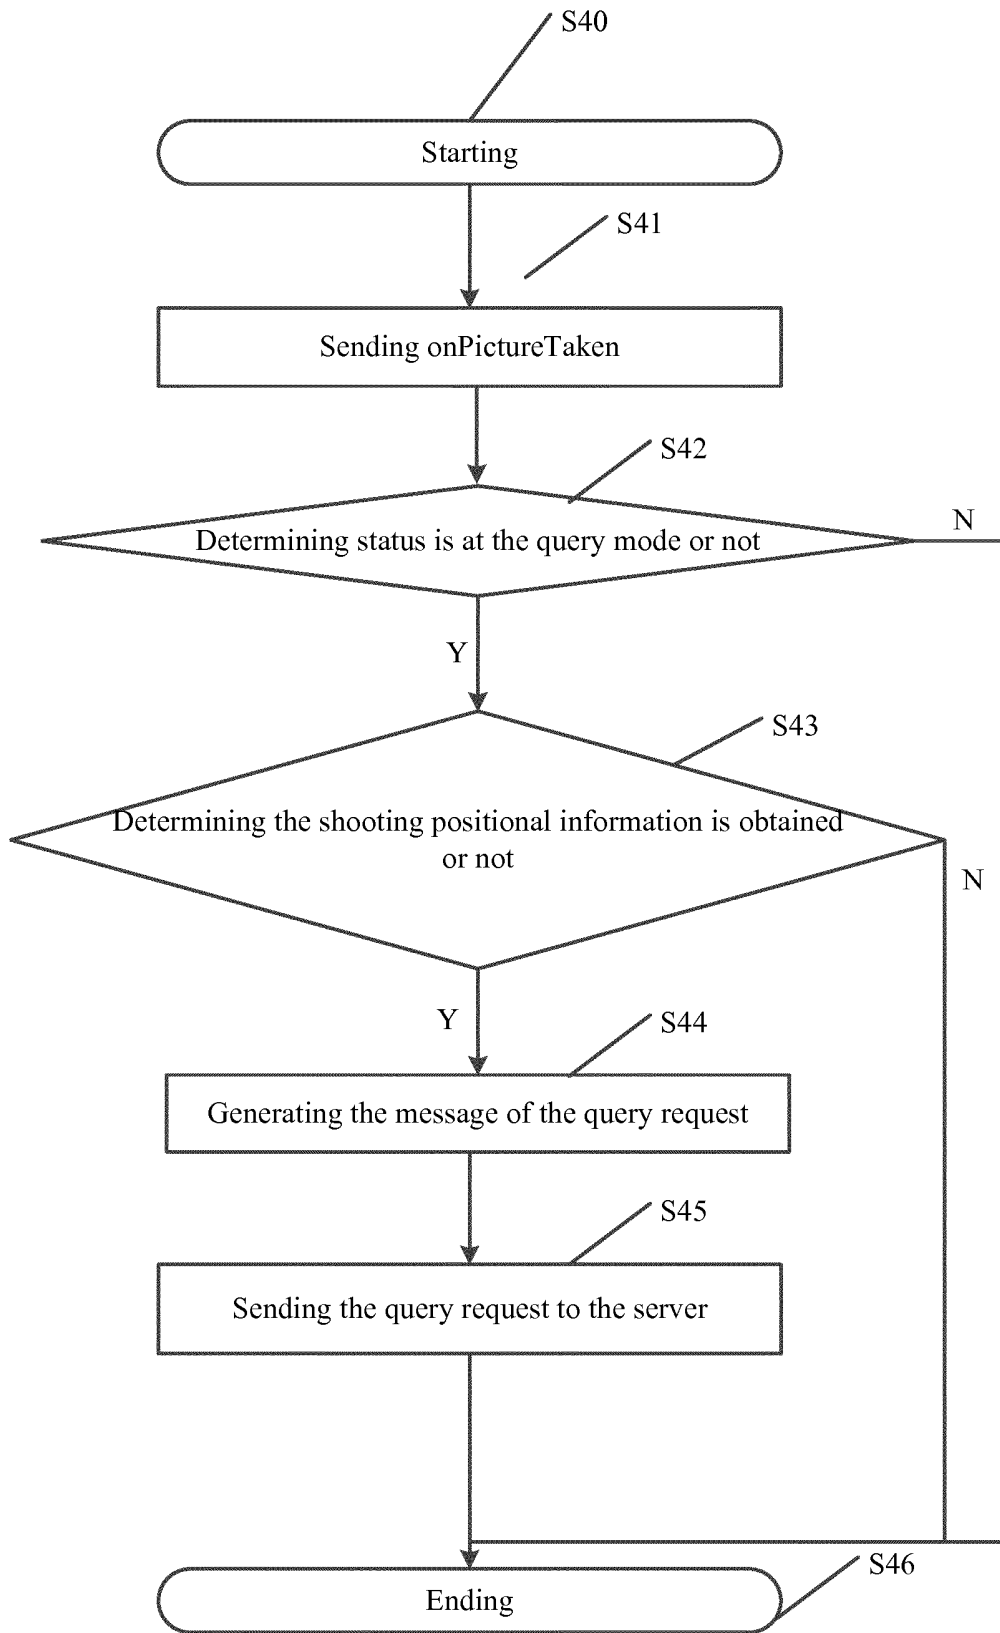 S40
Starting
S41
Sending onPictureTaken
S42
Determining status is at the query mode or not
N
Y
S43
Determining the shooting positional information is obtained
or not
N
Y
S44
Generating the message of the query request
S45
Sending the query request to the server
S46
Ending